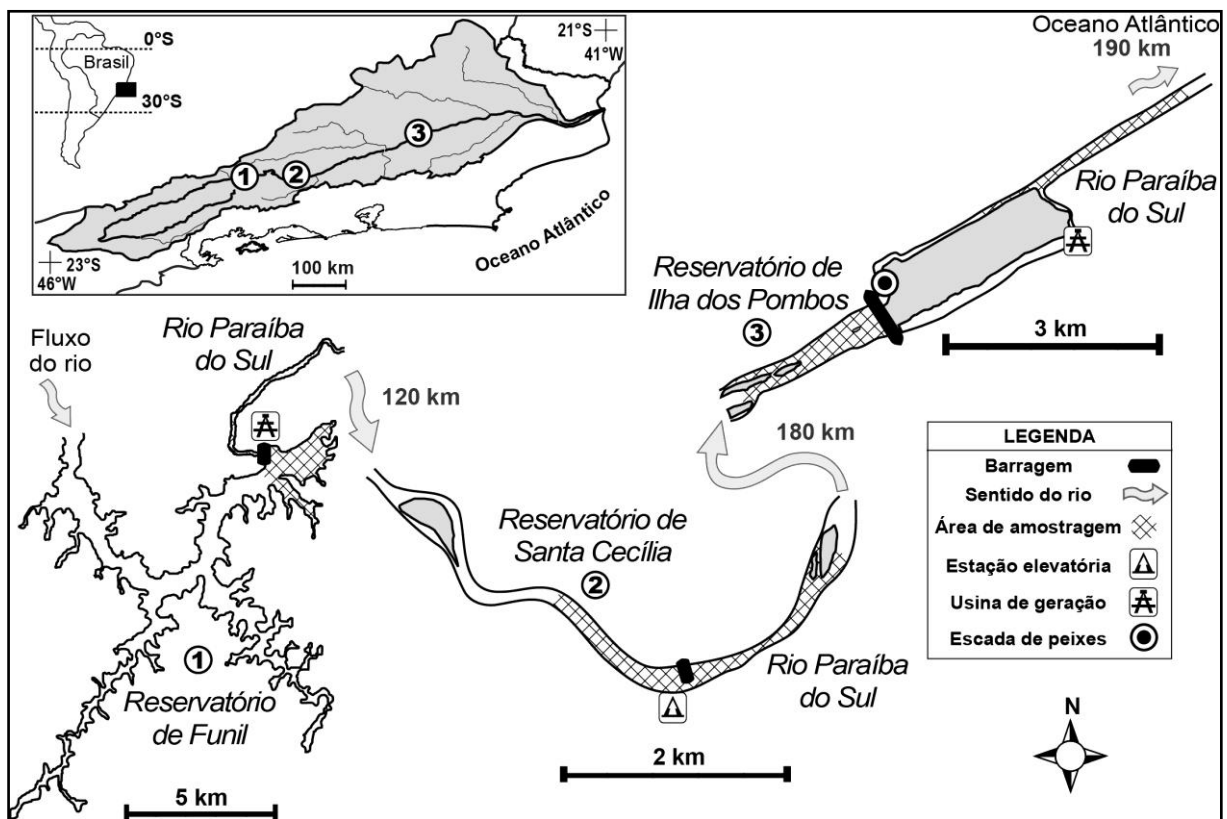 0°S
Brasil
30°S
21°S
41°W
1
2
3
Oceano Atlântico
23°S
46°W
100 km
Oceano Atlântico
190 km
Rio Paraíba
do Sul
Reservatório de
Ilha dos Pombos
3
3 km
Fluxo
do rio
Rio Paraíba
do Sul
120 km
180 km
Reservatório de
Santa Cecília
2
Rio Paraíba
do Sul
2 km
1
Reservatório
de Funil
5 km
LEGENDA
Barragem
Sentido do rio
Área de amostragem
Estação elevatória
Usina de geração
Escada de peixes
N